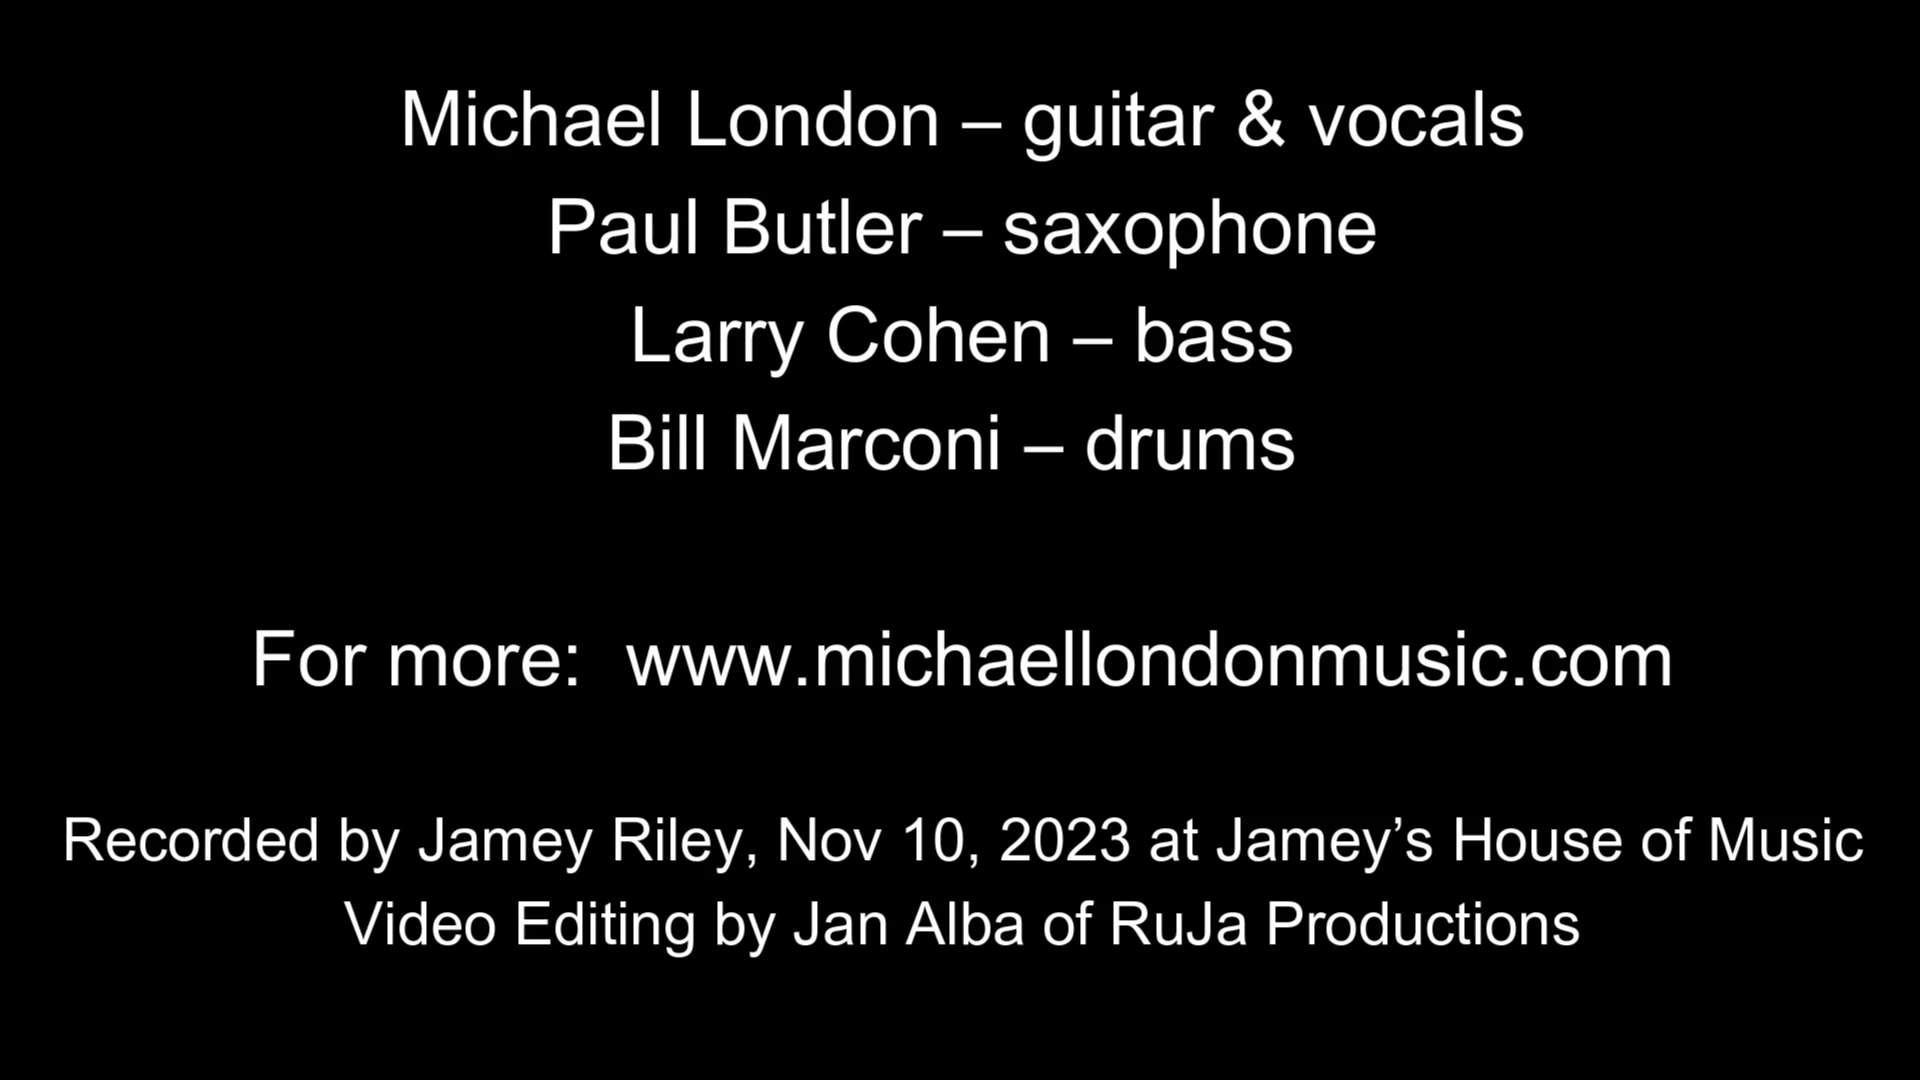 Michael London – guitar & vocals
Paul Butler – saxophone
Larry Cohen – bass
Bill Marconi – drums
For more:  www.michaellondonmusic.com
Recorded by Jamey Riley, Nov 10, 2023 at Jamey’s House of Music
Video Editing by Jan Alba of RuJa Productions